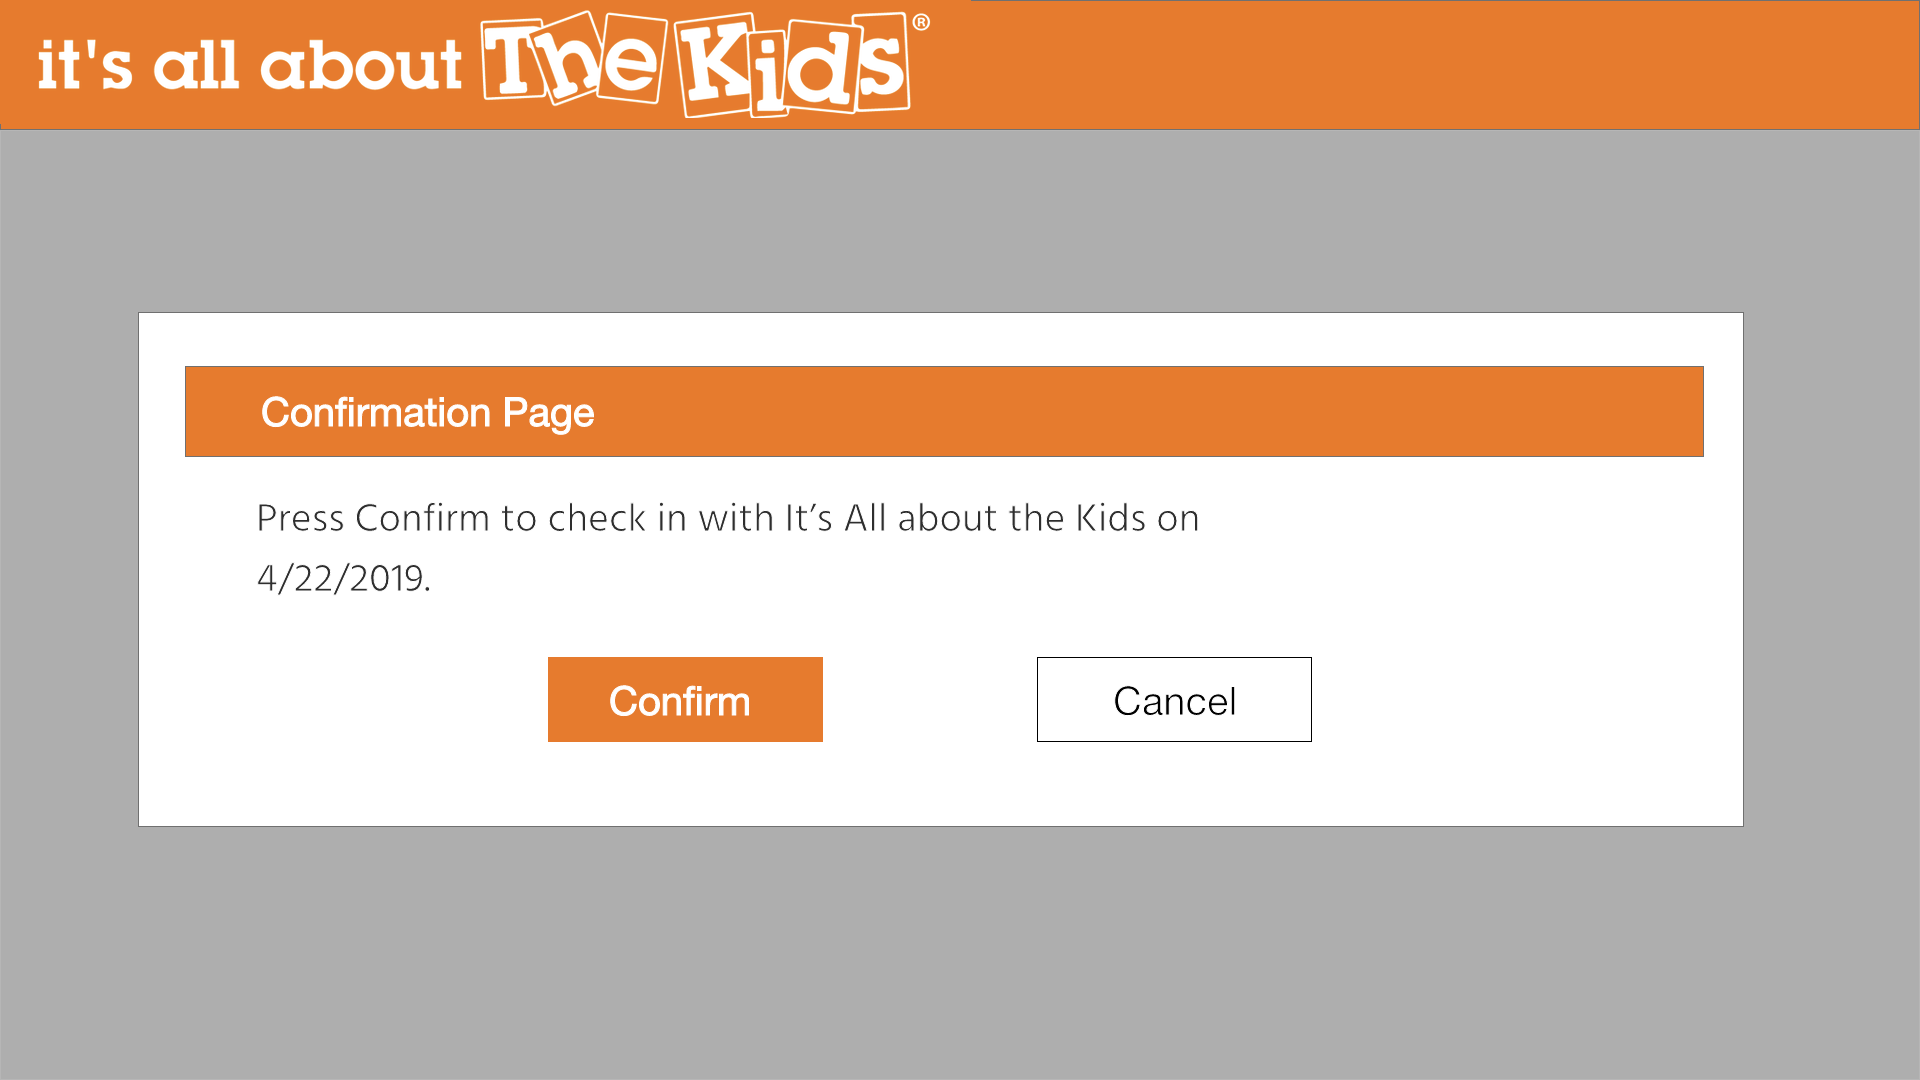 it's all about The Kids®
Confirmation Page
Press Confirm to check in with It’s All about the Kids on
4/22/2019.
Confirm
Cancel